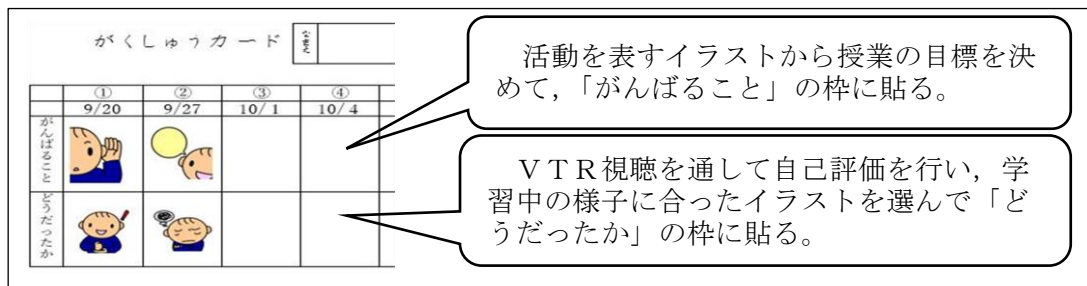 がくしゅうカード
なまえ
① ② ③ ④
9/20 9/27 10/1 10/4
がんばること
どうだったか
活動を表すイラストから授業の目標を決
めて，「がんばること」の枠に貼る。
ＶＴＲ視聴を通して自己評価を行い，学
習中の様子に合ったイラストを選んで「ど
うだったか」の枠に貼る。